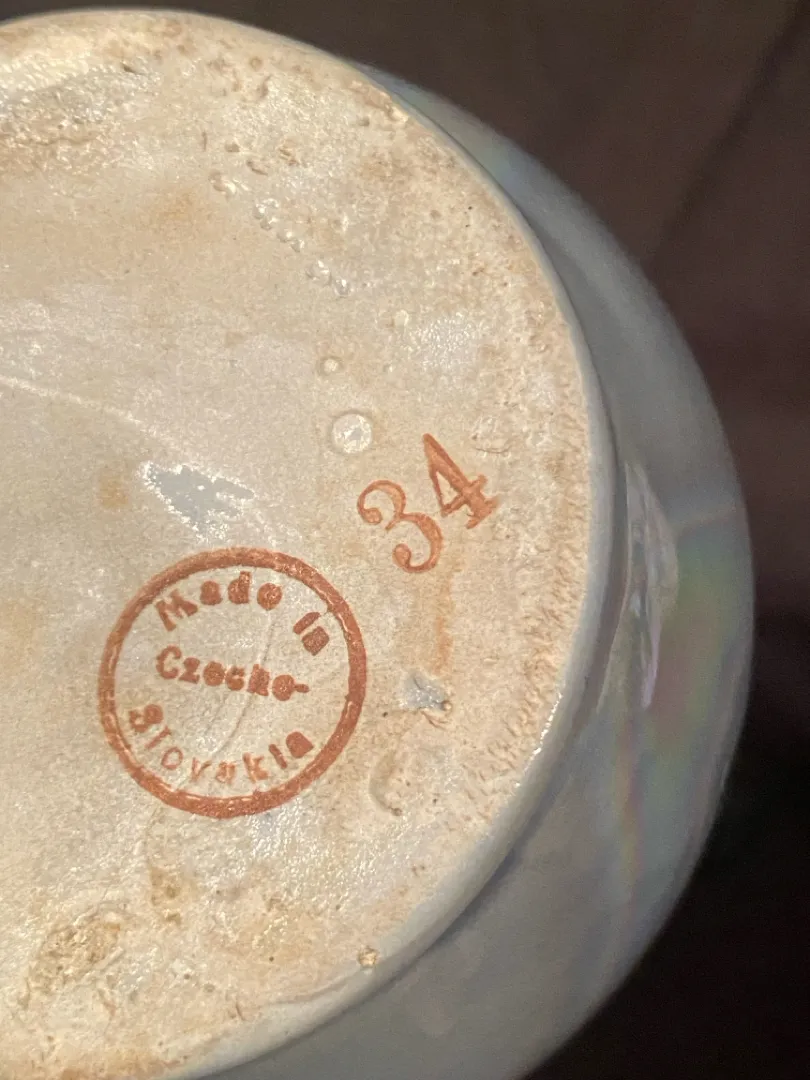 34
Made in
Czecho-
Slovakia